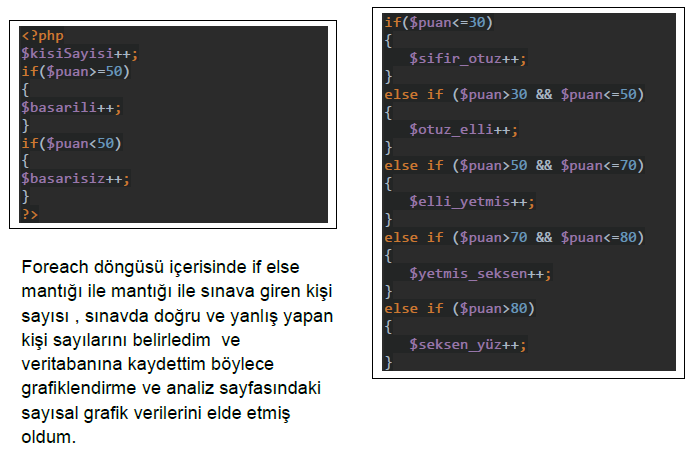 <?php
$kisiSayisi++;
if($puan>=50)
{
$basarili++;
}
if($puan<50)
{
$basarisiz++;
}
?>
Foreach döngüsü içerisinde if else
mantığı ile mantığı ile sınava giren kişi
sayısı , sınavda doğru ve yanlış yapan
kişi sayılarını belirledim ve
veritabanına kaydettim böylece
grafiklendirme ve analiz sayfasındaki
sayısal grafik verilerini elde etmiş
oldum.
if($puan<=30)
{
$sifir_otuz++;
}
else if ($puan>30 && $puan<=50)
{
$otuz_elli++;
}
else if ($puan>50 && $puan<=70)
{
$elli_yetmis++;
}
else if ($puan>70 && $puan<=80)
{
$yetmis_seksen++;
}
else if ($puan>80)
{
$seksen_yüz++;
}